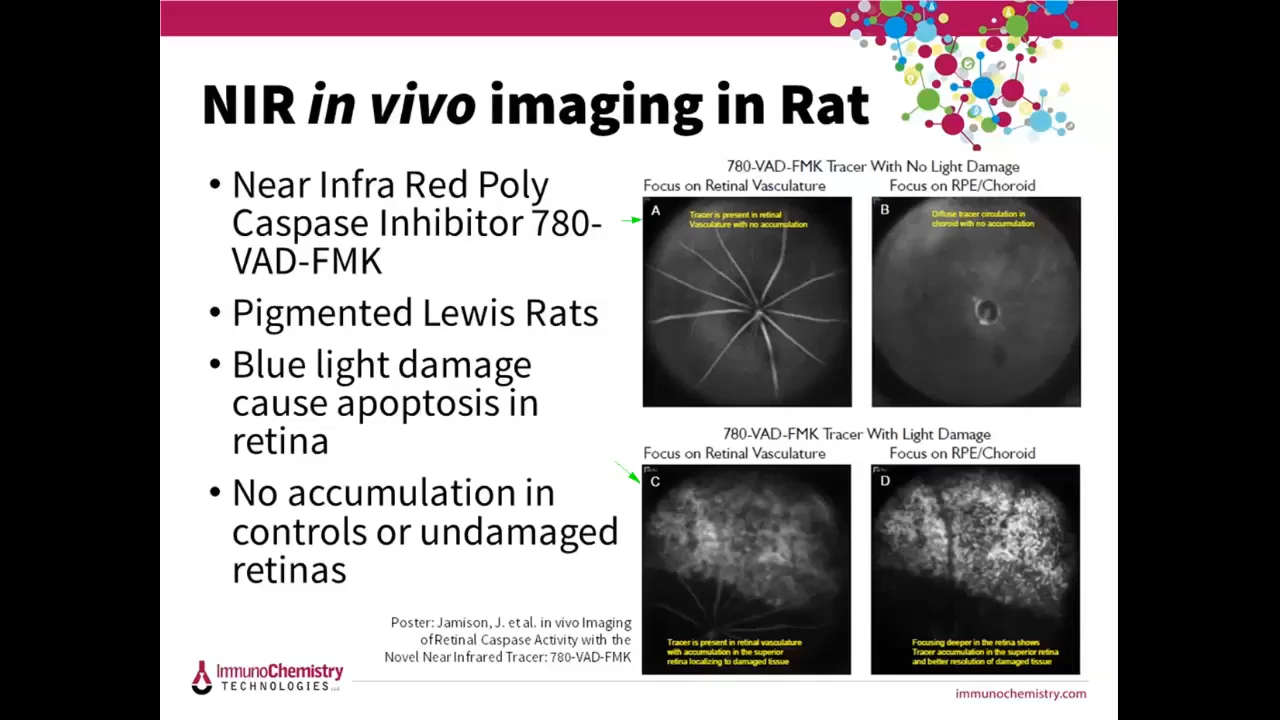 NIR in vivo imaging in Rat
• Near Infra Red Poly
Caspase Inhibitor 780-
VAD-FMK
• Pigmented Lewis Rats
• Blue light damage
cause apoptosis in
retina
• No accumulation in
controls or undamaged
retinas
780-VAD-FMK Tracer With No Light Damage
Focus on Retinal Vasculature
Focus on RPE/Choroid
A
Tracer is present in retinal
Vasculature with no accumulation
B
Diffuse tracer circulation in
choroid with no accumulation
780-VAD-FMK Tracer With Light Damage
Focus on Retinal Vasculature
Focus on RPE/Choroid
C
Tracer is present in retinal vasculature
with accumulation in the superior
retina localizing to damaged tissue
D
Focusing deeper in the retina shows
Tracer accumulation in the superior retina
and better resolution of damaged tissue
Poster: Jamison, J. et al. in vivo Imaging
of Retinal Caspase Activity with the
Novel Near Infrared Tracer: 780-VAD-FMK
ImmunoChemistry
TECHNOLOGIES LLC
immunochemistry.com